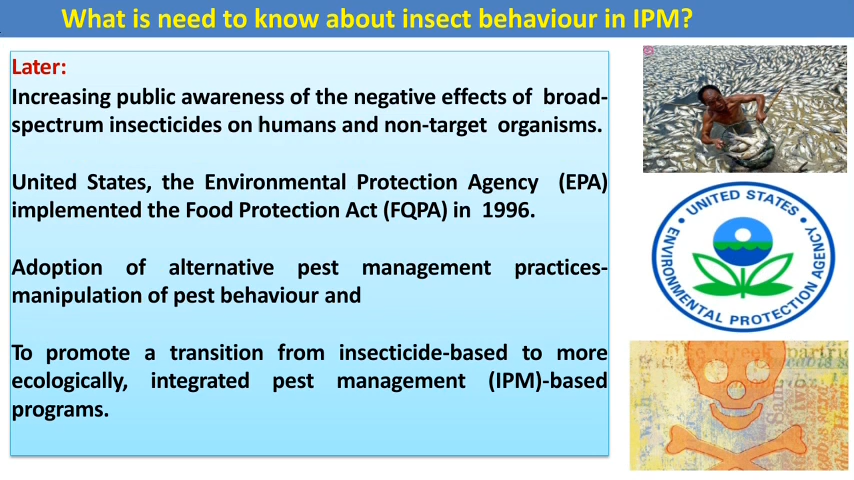 What is need to know about insect behaviour in IPM?
Later:
Increasing public awareness of the negative effects of broad-
spectrum insecticides on humans and non-target organisms.
United States, the Environmental Protection Agency (EPA)
implemented the Food Protection Act (FQPA) in 1996.
Adoption of alternative pest management practices-
manipulation of pest behaviour and
To promote a transition from insecticide-based to more
ecologically, integrated pest management (IPM)-based
programs.
UNITED STATES
ENVIRONMENTAL PROTECTION AGENCY